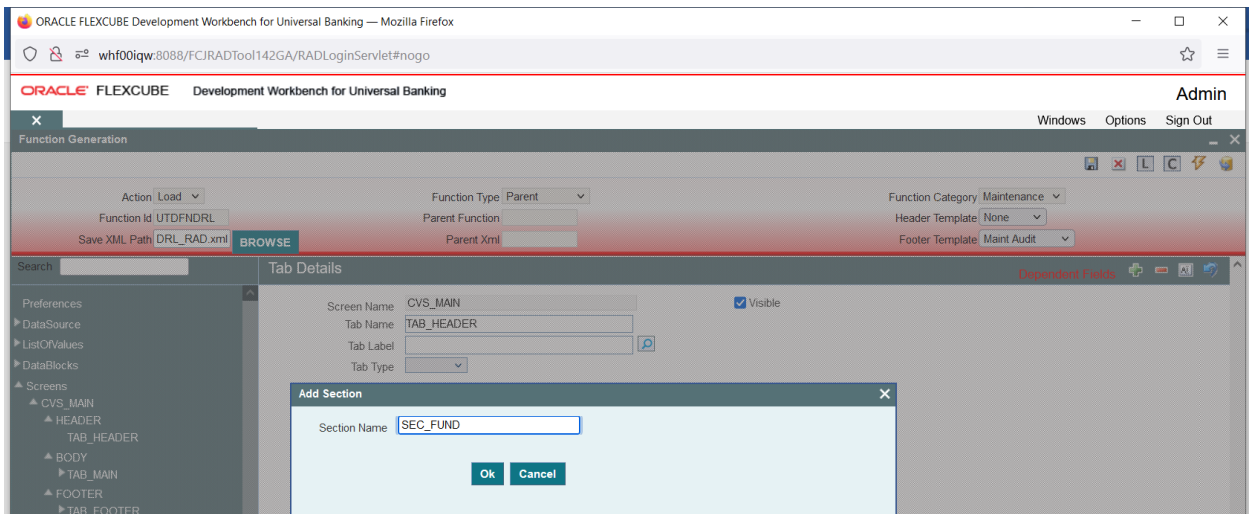 ORACLE FLEXCUBE Development Workbench for Universal Banking — Mozilla Firefox
whf00iqw:8088/FCJRADTool142GA/RADLoginServlet#nogo
ORACLE FLEXCUBE Development Workbench for Universal Banking
Admin
Windows Options Sign Out
Function Generation
L C
Action Load Function Type Parent Function Category Maintenance
Function Id UTDFNDRL Parent Function Header Template None
Save XML Path DRL_RAD.xml BROWSE Parent Xml Footer Template Maint Audit
Search Tab Details Dependent Fields
Preferences Screen Name CVS_MAIN Visible
DataSource Tab Name TAB_HEADER
ListOfValues Tab Label
DataBlocks Tab Type
Screens
Add Section
CVS_MAIN
HEADER Section Name SEC_FUND
TAB_HEADER
BODY
TAB_MAIN Ok Cancel
FOOTER
TAB_FOOTER